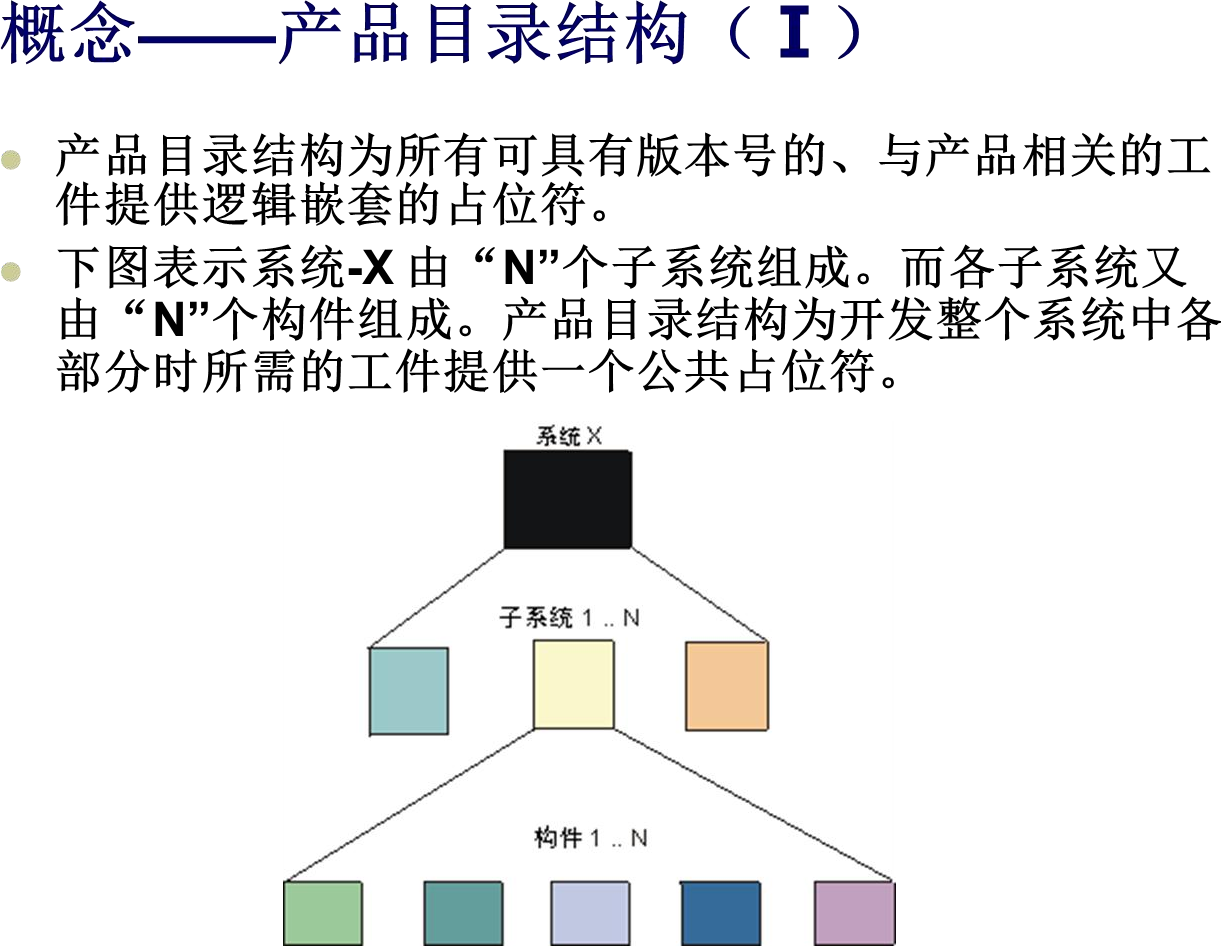 概念——产品目录结构（I）
产品目录结构为所有可具有版本号的、与产品相关的工
件提供逻辑嵌套的占位符。
下图表示系统-X 由“N”个子系统组成。而各子系统又
由“N”个构件组成。产品目录结构为开发整个系统中各
部分时所需的工件提供一个公共占位符。
系统 X
子系统 1 .. N
构件 1 .. N